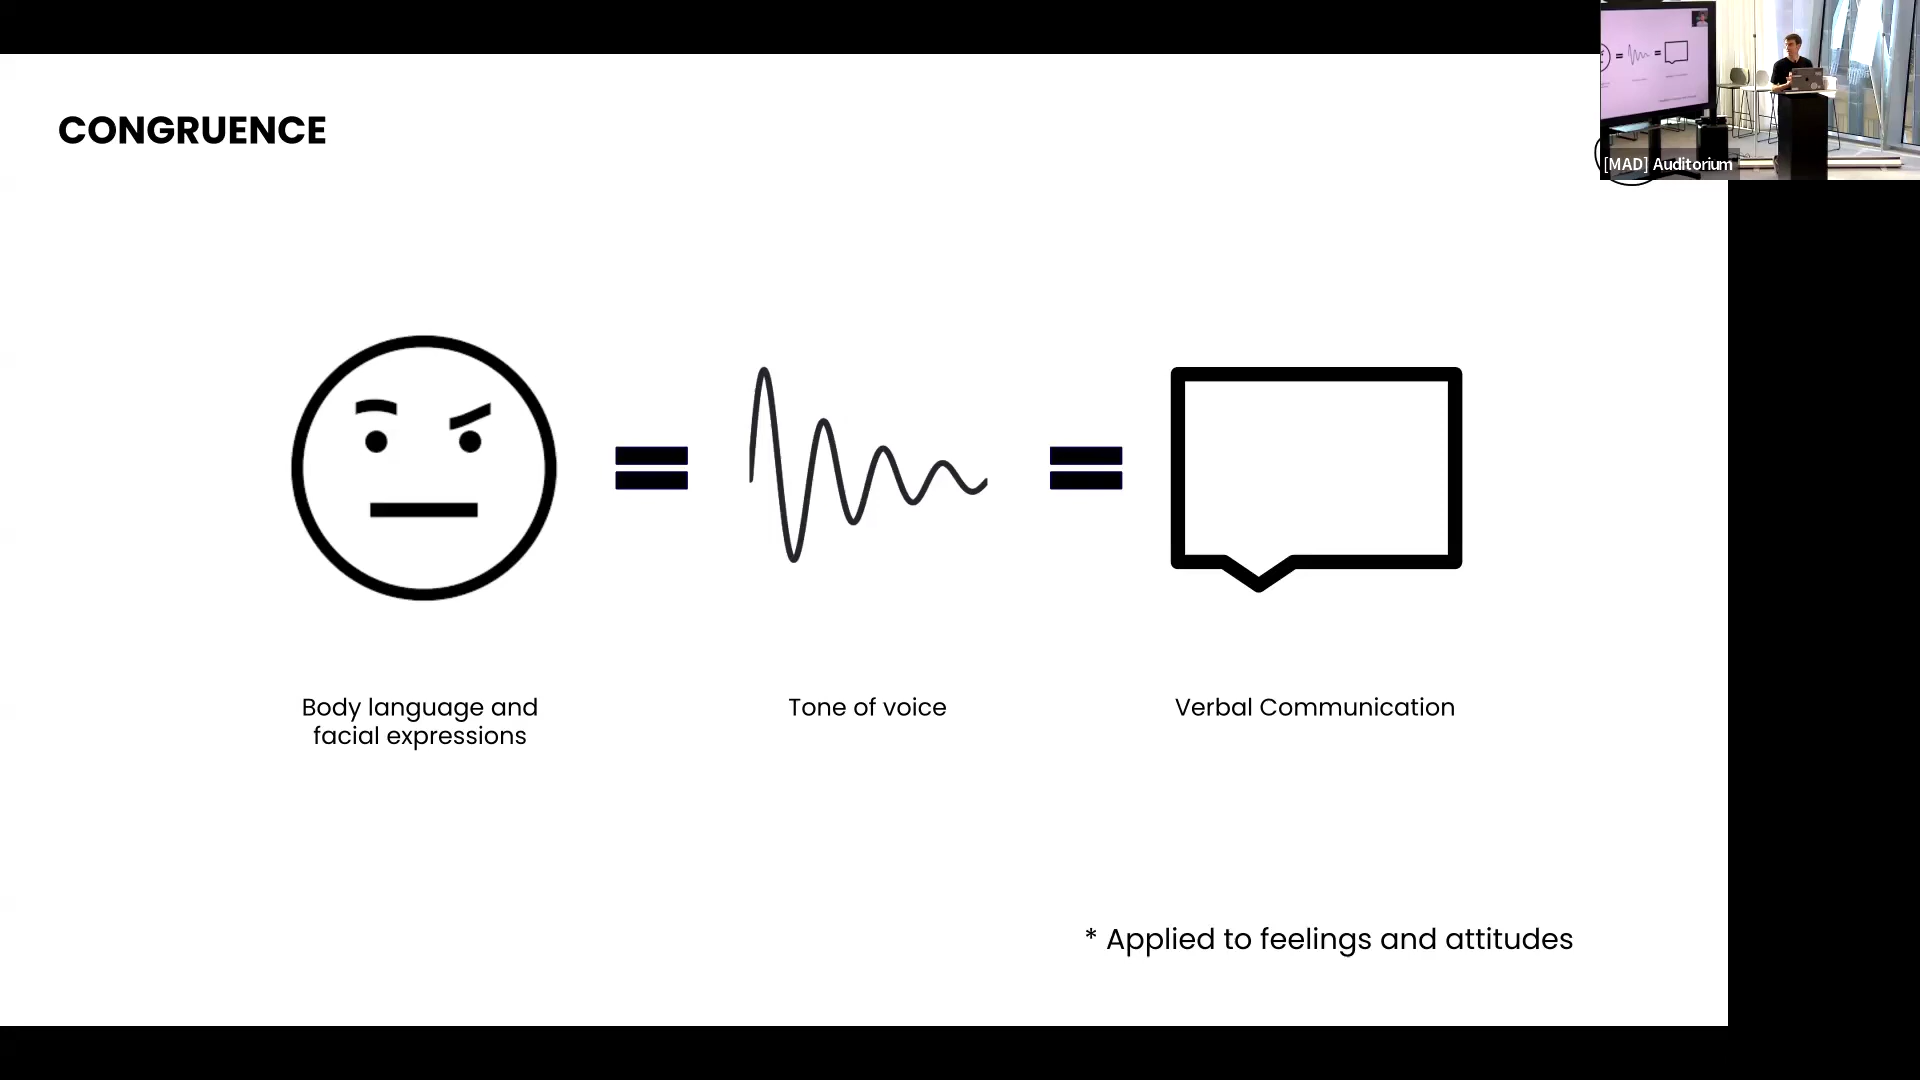 CONGRUENCE
[MAD] Auditorium
=
=
Body language and
facial expressions
Tone of voice
Verbal Communication
* Applied to feelings and attitudes